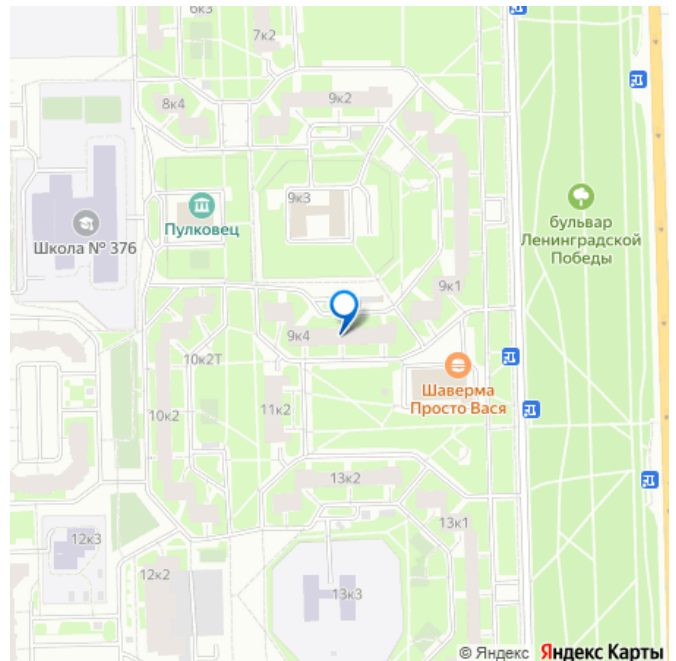 6к3
7к2
8к4
9к2
9к3
Пулковец
Школа № 376
бульвар
Ленинградской
Победы
9к1
9к4
10к2Т
Шаверма
Просто Вася
11к2
10к2
13к2
13к1
12к3
12к2
13к3
© Яндекс Яндекс Карты